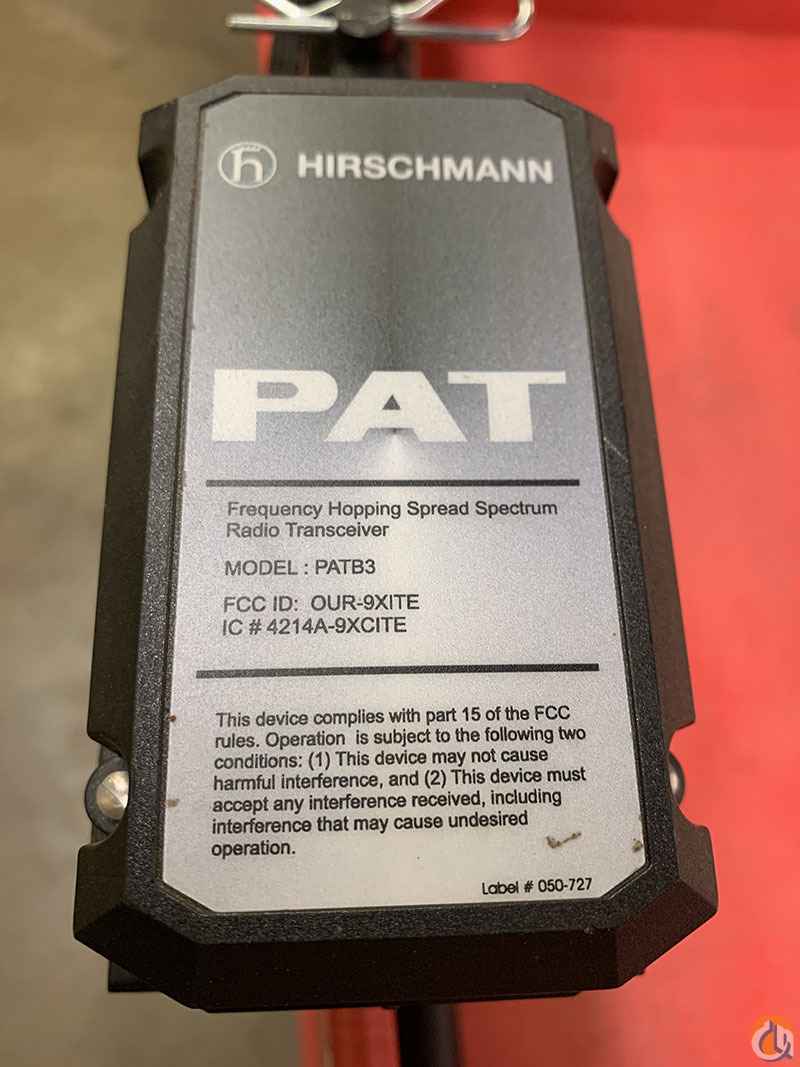 h HIRSCHMANN
PAT
Frequency Hopping Spread Spectrum
Radio Transceiver
MODEL : PATB3
FCC ID: OUR-9XITE
IC # 4214A-9XCITE
This device complies with part 15 of the FCC
rules. Operation is subject to the following two
conditions: (1) This device may not cause
harmful interference, and (2) This device must
accept any interference received, including
interference that may cause undesired
operation.
Label # 050-727